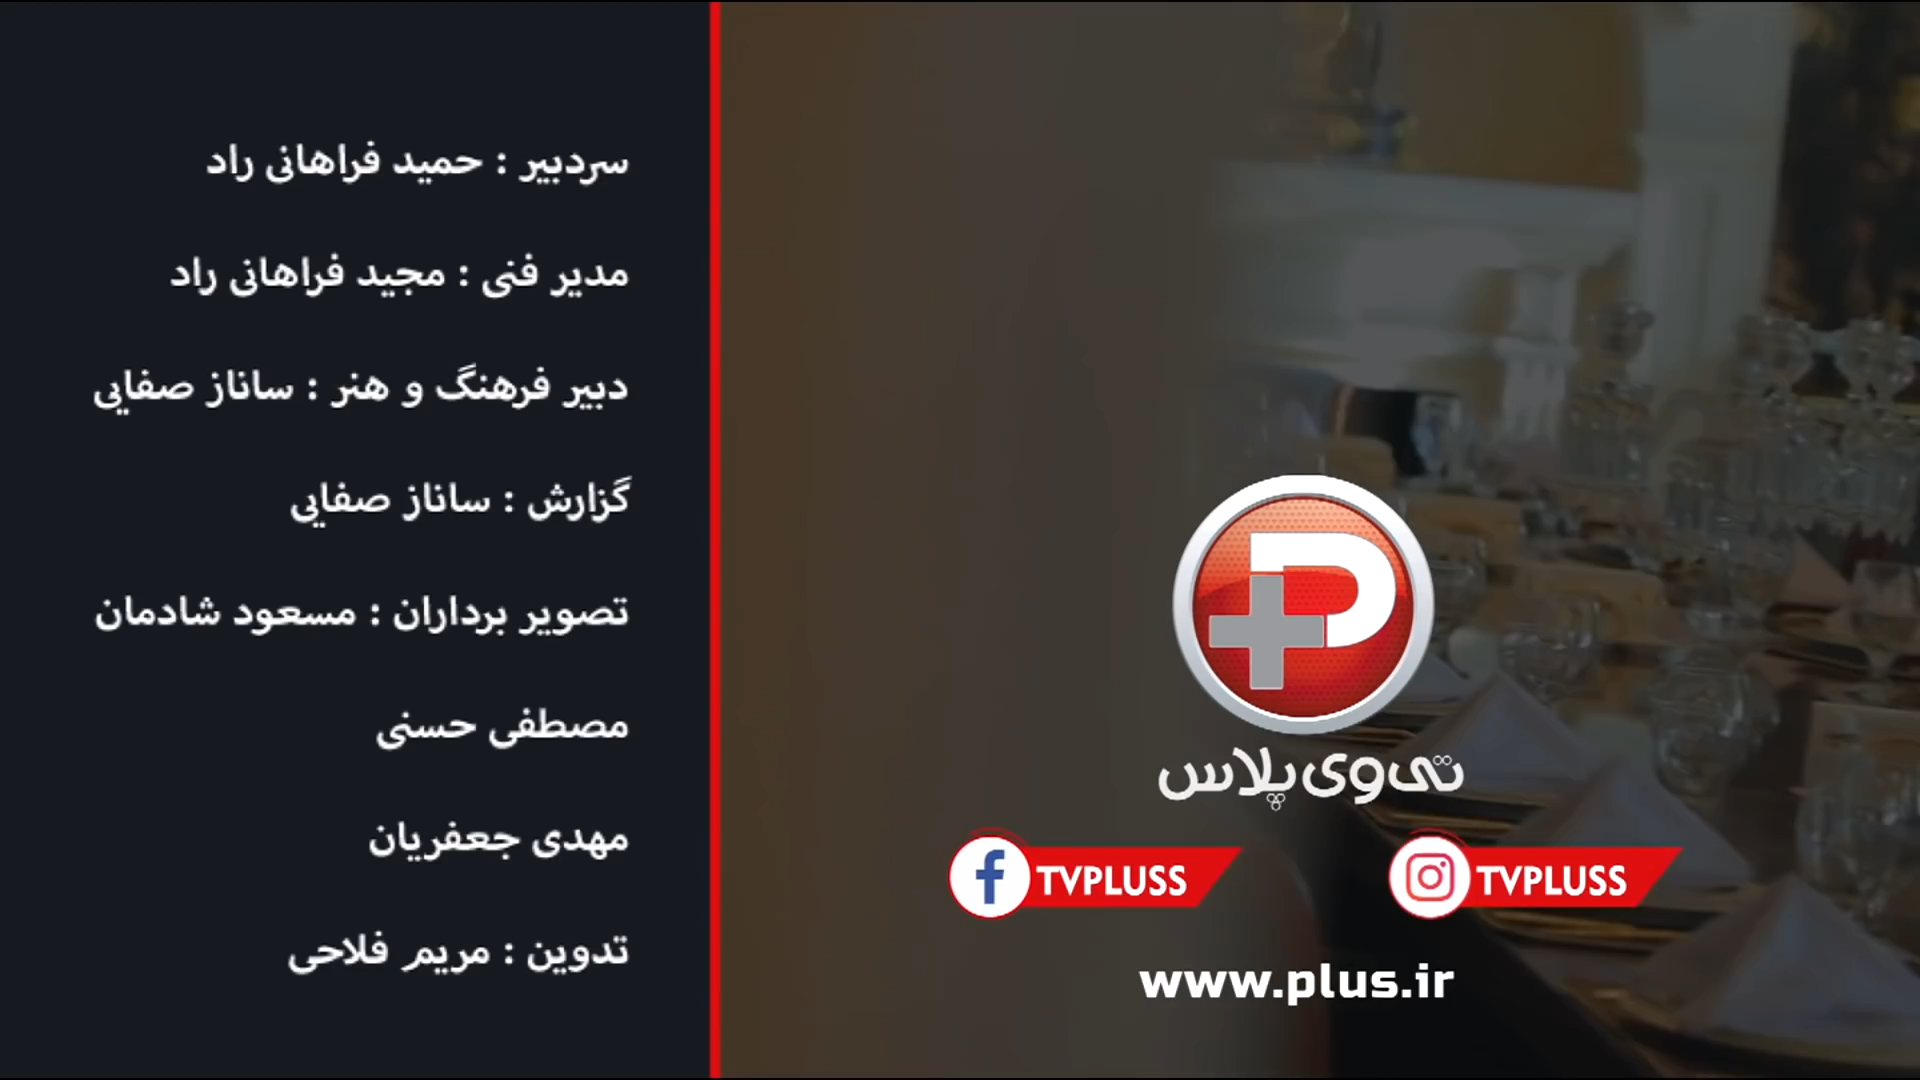 سردبیر : حمید فراهانی راد
مدیر فنی : مجید فراهانی راد
دبیر فرهنگ و هنر : ساناز صفایی
گزارش : ساناز صفایی
تصویر برداران : مسعود شادمان
مصطفی حسنی
مهدی جعفریان
تدوین : مریم فلاحی
تی‌وی‌پلاس
TVPLUSS
TVPLUSS
www.plus.ir